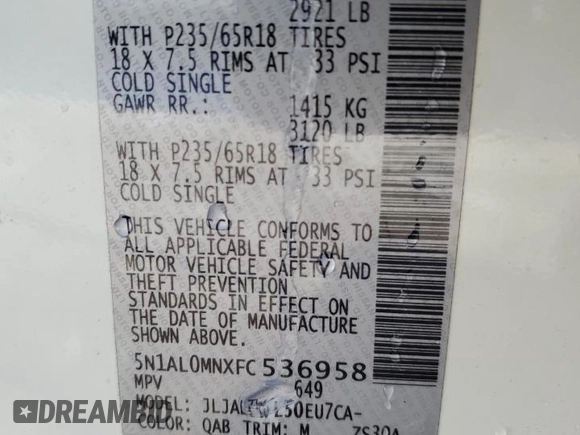 2921 LB
WITH P235/65R18 TIRES
18 X 7.5 RIMS AT 33 PSI
COLD SINGLE
GAWR RR.: 1415 KG
3120 LB
WITH P235/65R18 TIRES
18 X 7.5 RIMS AT 33 PSI
COLD SINGLE
THIS VEHICLE CONFORMS TO
ALL APPLICABLE FEDERAL
MOTOR VEHICLE SAFETY AND
THEFT PREVENTION
STANDARDS IN EFFECT ON
THE DATE OF MANUFACTURE
SHOWN ABOVE.
5N1AL0MNXFC536958
MPV 649
MODEL:
COLOR: QAB TRIM: M
BIDCARS